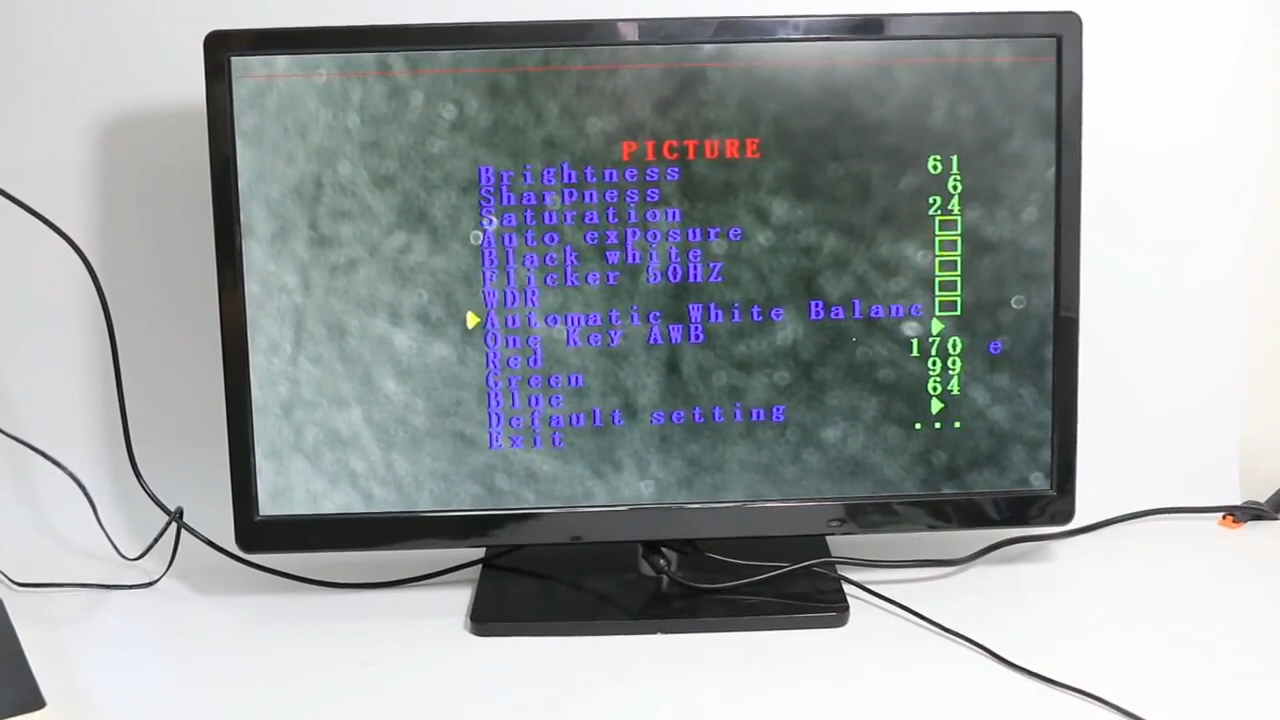 PICTURE
Brightness 61
Sharpness 6
Saturation 24
Auto exposure
Black white
Flicker 50HZ
WDR
Automatic White Balanc
One Key AWB
Red 170 e
Green 99
Blue 64
Default setting
Exit ...